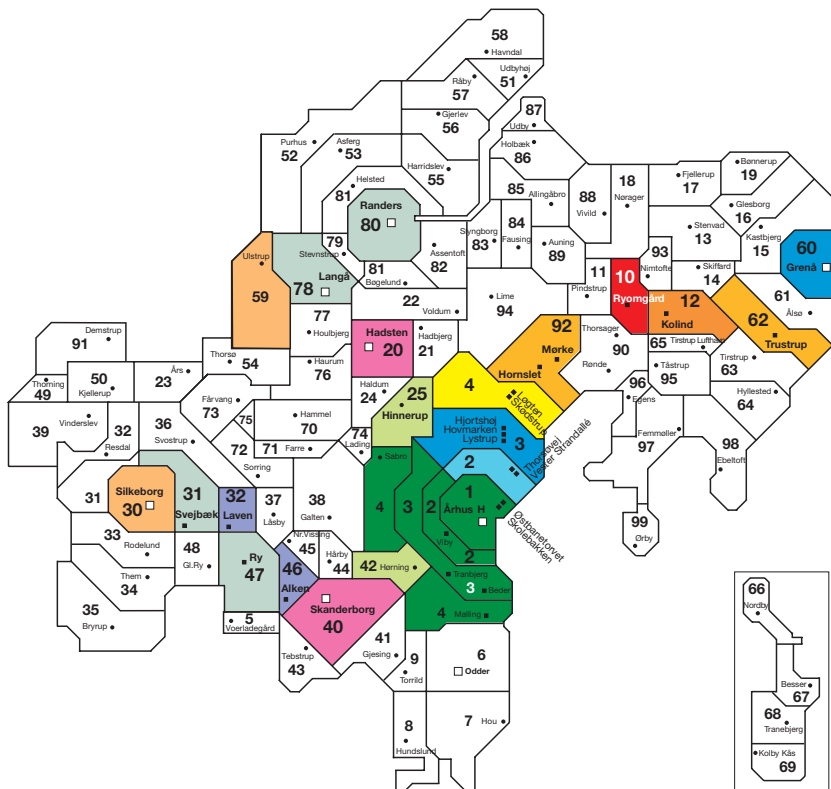 58
Havndal
Udbyhøj
51
Råby
57
Gjerlev
56
87
Udby
Holbæk
86
Purhus
52
Asferg
53
Harridslev
55
Helsted
81
Randers
80
85
Allingåbro
88
Vivild
18
Nørager
Fjellerup
17
Bønnerup
19
Glesborg
16
Stenvad
13
Kastbjerg
15
60
Grenå
Ulstrup
59
79
Stevnstrup
78
Langå
81
Bøgelund
Assentoft
82
Slyngborg
83
84
Fausing
Auning
89
11
Pindstrup
10
Ryomgård
93
Nimtofte
Skiffard
14
12
Kolind
61
Ålsø
62
Trustrup
22
Voldum
Lime
94
77
Houlbjerg
Hadsten
20
Hadbjerg
21
92
Mørke
Hornslet
Thorsager
90
Rønde
65
Tirstrup Lufthavn
Tåstrup
95
Tirstrup
63
Hyllested
64
91
Demstrup
Thorning
49
50
Kjellerup
Års
23
Thorsø
54
Haurum
76
Haldum
24
25
Hinnerup
4
Løgten
Skødstrup
96
Egens
Femmøller
97
98
Ebeltoft
99
Ørby
39
Vinderslev
32
Resdal
36
Svostrup
Fårvang
73
75
72
Sorring
Hammel
70
71
Farre
74
Lading
Sabro
Hjortshøj
Hovmarken
Lystrup
3
Thorsøvej
Vester Strandallé
2
1
Århus H
Østbanetorvet
Skolebakken
4
3
2
Viby
2
31
Silkeborg
30
31
Svejbæk
32
Laven
37
Låsby
38
Galten
Nr.Vissing
45
Hårby
44
42
Hørning
Tranbjerg
3
Beder
4
Malling
33
Rodelund
Them
34
35
Bryrup
48
Gl.Ry
Ry
47
46
Alken
5
Voerladegård
Skanderborg
40
Tebstrup
43
41
Gjesing
9
Torrild
6
Odder
7
Hou
8
Hundslund
66
Nordby
Besser
67
68
Tranebjerg
Kolby Kås
69